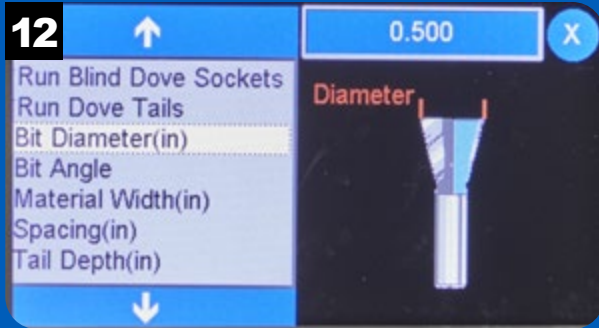 12
0.500
X
Run Blind Dove Sockets
Run Dove Tails
Bit Diameter(in)
Bit Angle
Material Width(in)
Spacing(in)
Tail Depth(in)
Diameter